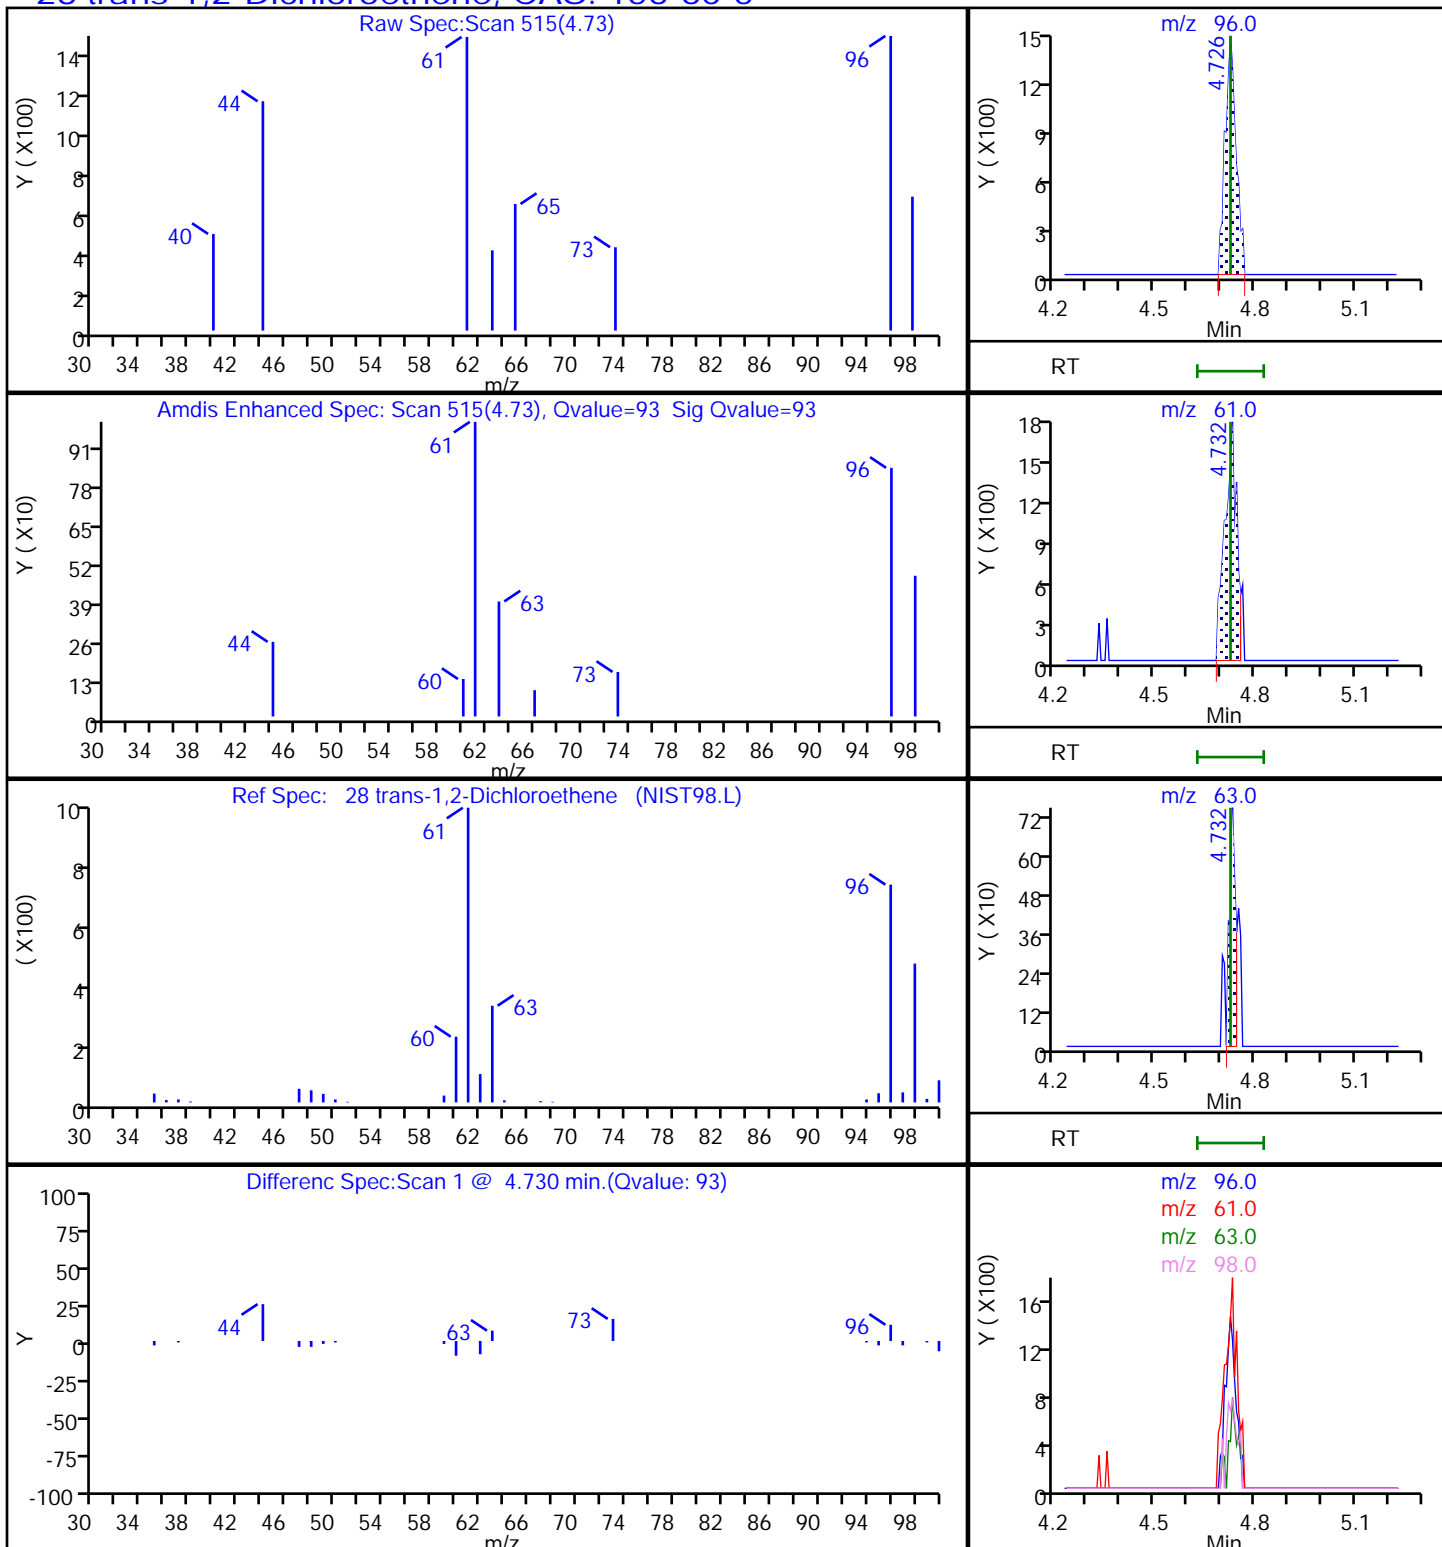 28 trans-1,2-Dichloroethene, CAS: 156-60-5
Raw Spec:Scan 515(4.73)
Y ( X100)
14
12
10
8
6
4
2
0
40
44
61
65
73
96
30 34 38 42 46 50 54 58 62 66 70 74 78 82 86 90 94 98
m/z
m/z 96.0
Y ( X100)
15
12
9
6
3
0
4.726
4.2 4.5 4.8 5.1
Min
RT
Amdis Enhanced Spec: Scan 515(4.73), Qvalue=93 Sig Qvalue=93
Y ( X10)
91
78
65
52
39
26
13
0
44
60
61
63
73
96
30 34 38 42 46 50 54 58 62 66 70 74 78 82 86 90 94 98
m/z
m/z 61.0
Y ( X100)
18
15
12
9
6
3
0
4.732
4.2 4.5 4.8 5.1
Min
RT
Ref Spec: 28 trans-1,2-Dichloroethene (NIST98.L)
( X100)
10
8
6
4
2
0
60
61
63
96
30 34 38 42 46 50 54 58 62 66 70 74 78 82 86 90 94 98
m/z 63.0
Y ( X10)
72
60
48
36
24
12
0
4.732
4.2 4.5 4.8 5.1
Min
RT
Differenc Spec:Scan 1 @ 4.730 min.(Qvalue: 93)
Y
100
75
50
25
0
-25
-50
-75
-100
44
63
73
96
30 34 38 42 46 50 54 58 62 66 70 74 78 82 86 90 94 98
m/z
m/z 96.0
m/z 61.0
m/z 63.0
m/z 98.0
Y ( X100)
16
12
8
4
0
4.2 4.5 4.8 5.1
Min